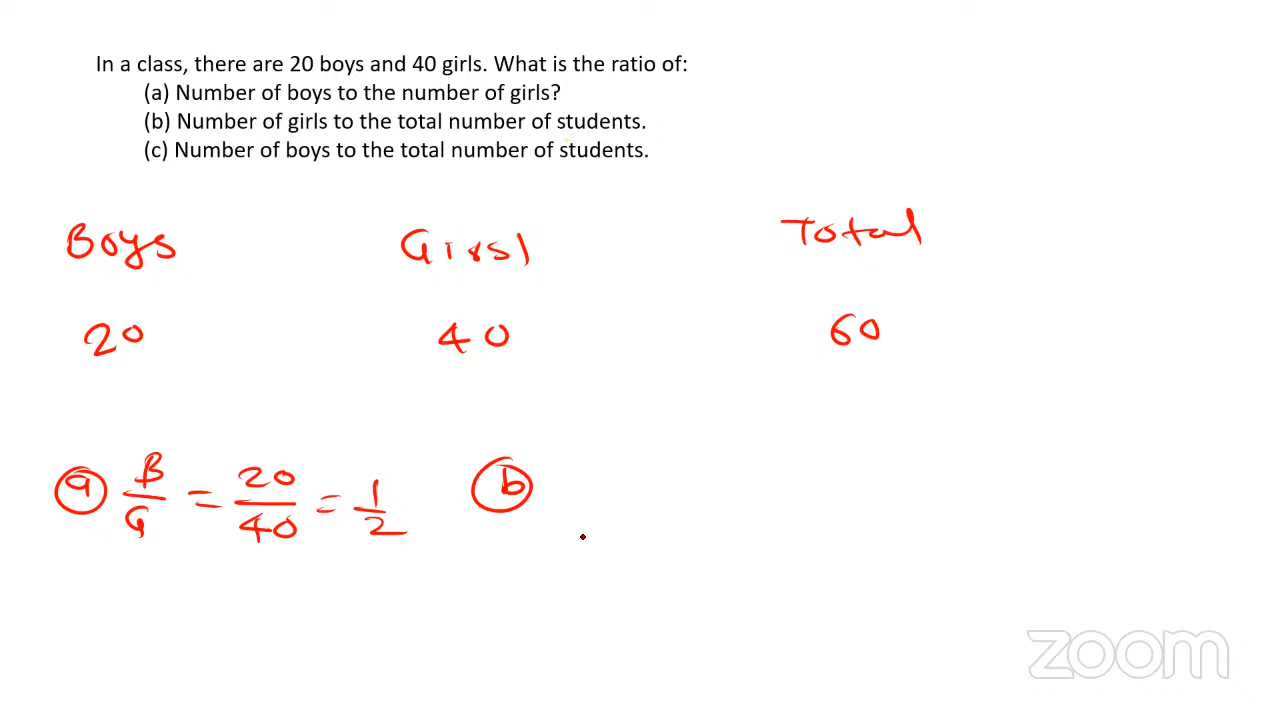 In a class, there are 20 boys and 40 girls. What is the ratio of:
(a) Number of boys to the number of girls?
(b) Number of girls to the total number of students.
(c) Number of boys to the total number of students.
Boys Girsl Total
20 40 60
(a) B/G = 20/40 = 1/2 (b)
zoom